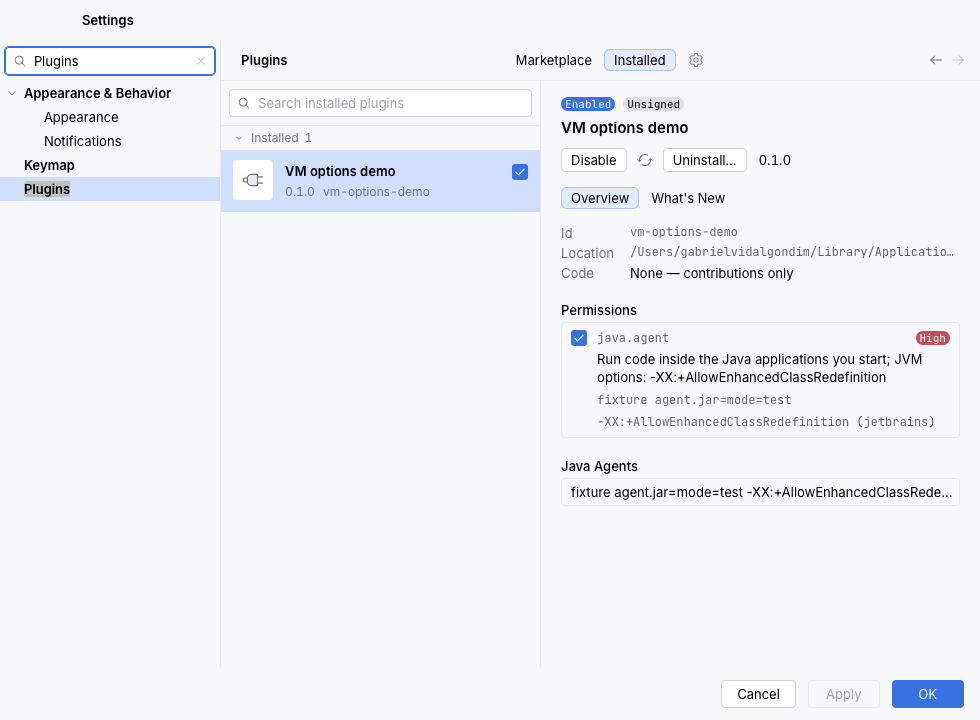 Settings
Plugins
Appearance & Behavior
Appearance
Notifications
Keymap
Plugins
Plugins
Marketplace
Installed
Search installed plugins
Installed 1
VM options demo
0.1.0 vm-options-demo
Enabled Unsigned
VM options demo
Disable
Uninstall...
0.1.0
Overview
What's New
Id vm-options-demo
Location /Users/gabrielvidalgondim/Library/Applicatio…
Code None — contributions only
Permissions
java.agent High
Run code inside the Java applications you start; JVM
options: -XX:+AllowEnhancedClassRedefinition
fixture agent.jar=mode=test
-XX:+AllowEnhancedClassRedefinition (jetbrains)
Java Agents
fixture agent.jar=mode=test -XX:+AllowEnhancedClassRede...
Cancel
Apply
OK